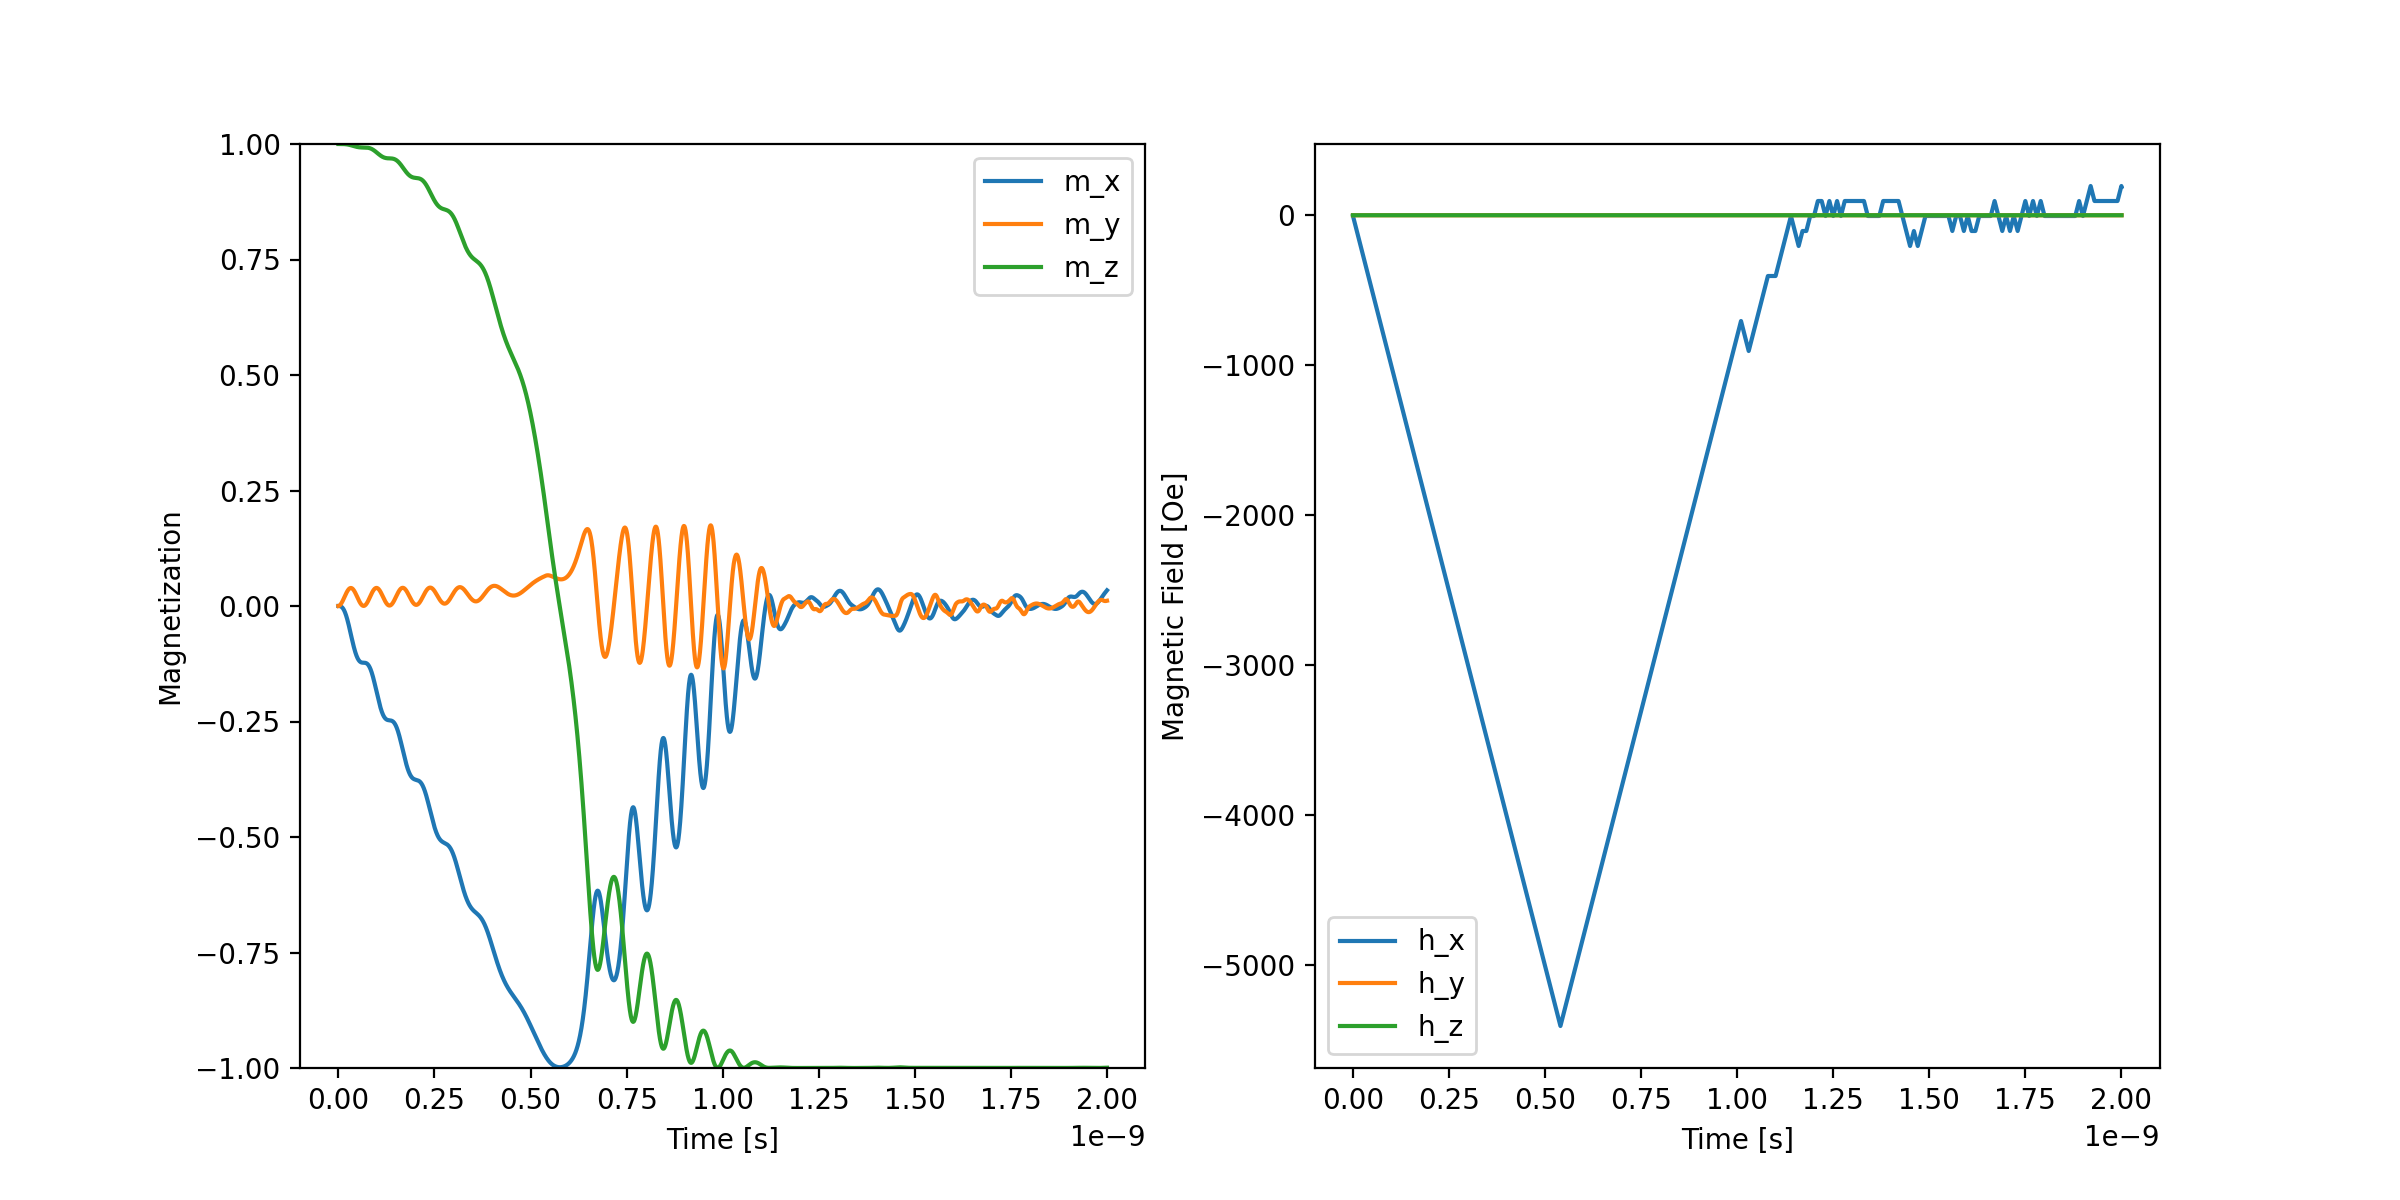 1.00
0.75
0.50
0.25
0.00
−0.25
−0.50
−0.75
−1.00
Magnetization
m_x
m_y
m_z
0.00 0.25 0.50 0.75 1.00 1.25 1.50 1.75 2.00
Time [s]
1e−9
0
−1000
−2000
−3000
−4000
−5000
Magnetic Field [Oe]
h_x
h_y
h_z
0.00 0.25 0.50 0.75 1.00 1.25 1.50 1.75 2.00
Time [s]
1e−9